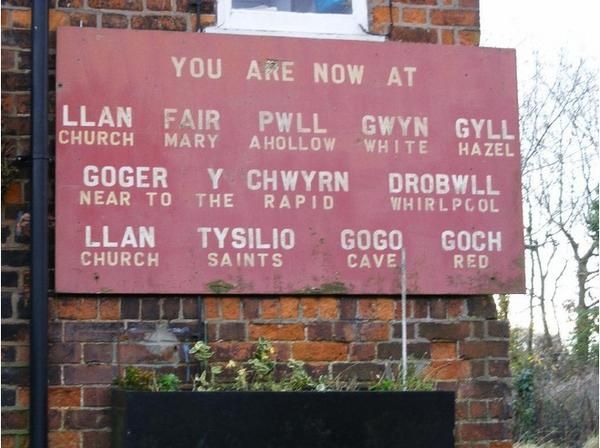 YOU ARE NOW AT
LLAN FAIR PWLL GWYN GYLL
CHURCH MARY AHOLLOW WHITE HAZEL
GOGER Y CHWYRN DROBWLL
NEAR TO THE RAPID WHIRLPOOL
LLAN TYSILIO GOGO GOCH
CHURCH SAINTS CAVE RED